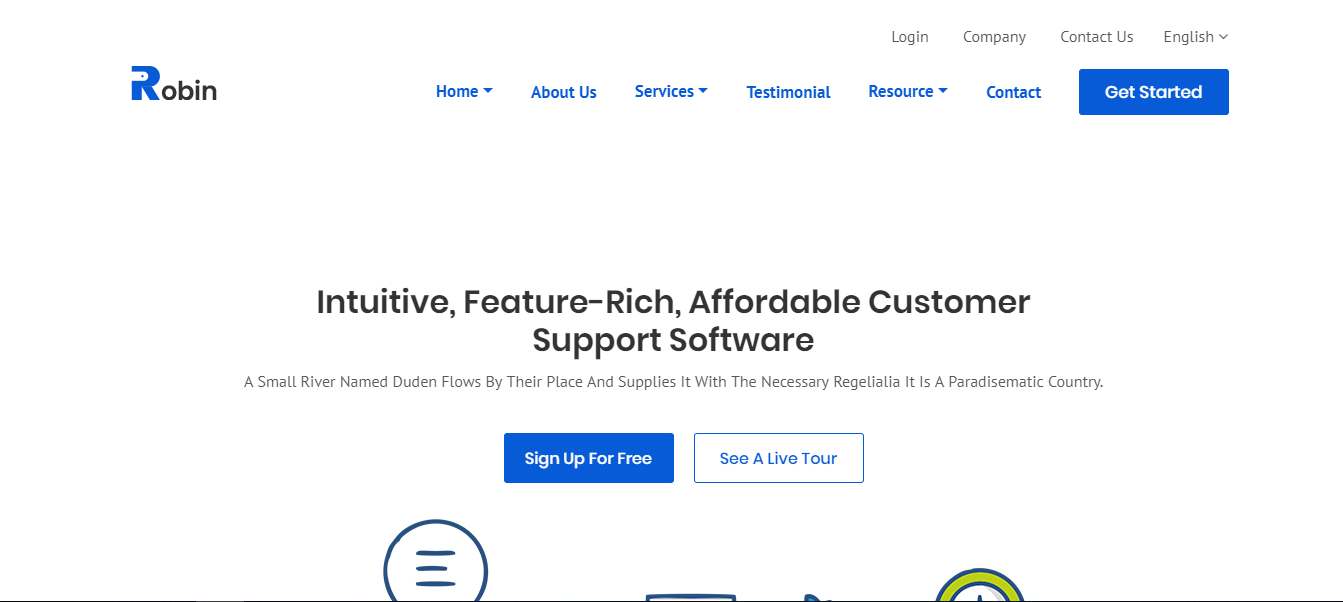 Login Company Contact Us English
Robin
Home About Us Services Testimonial Resource Contact Get Started
Intuitive, Feature-Rich, Affordable Customer
Support Software
A Small River Named Duden Flows By Their Place And Supplies It With The Necessary Regelialia It Is A Paradisematic Country.
Sign Up For Free See A Live Tour